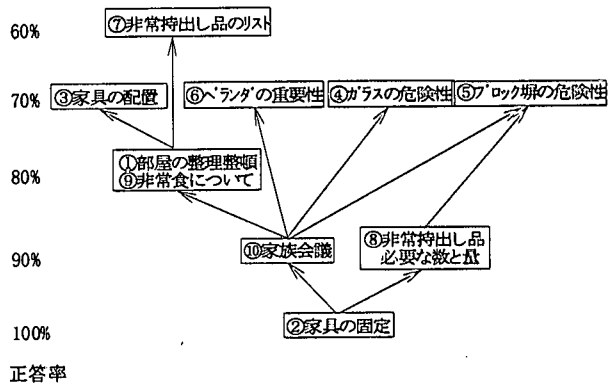 60%
⑦非常持出し品のリスト
70%
③家具の配置
⑥ベランダの重要性
④ガラスの危険性
⑤ブロック塀の危険性
80%
①部屋の整理整頓
⑨非常食について
90%
⑩家族会議
⑧非常持出し品
必要な数と量
100%
②家具の固定
正答率